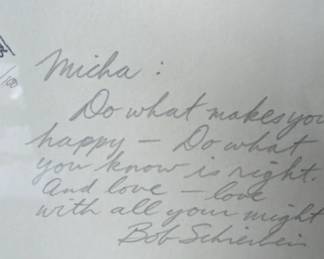 Micha:
Do what makes you
happy — Do what
you know is right.
And love — love
with all your might
Bob